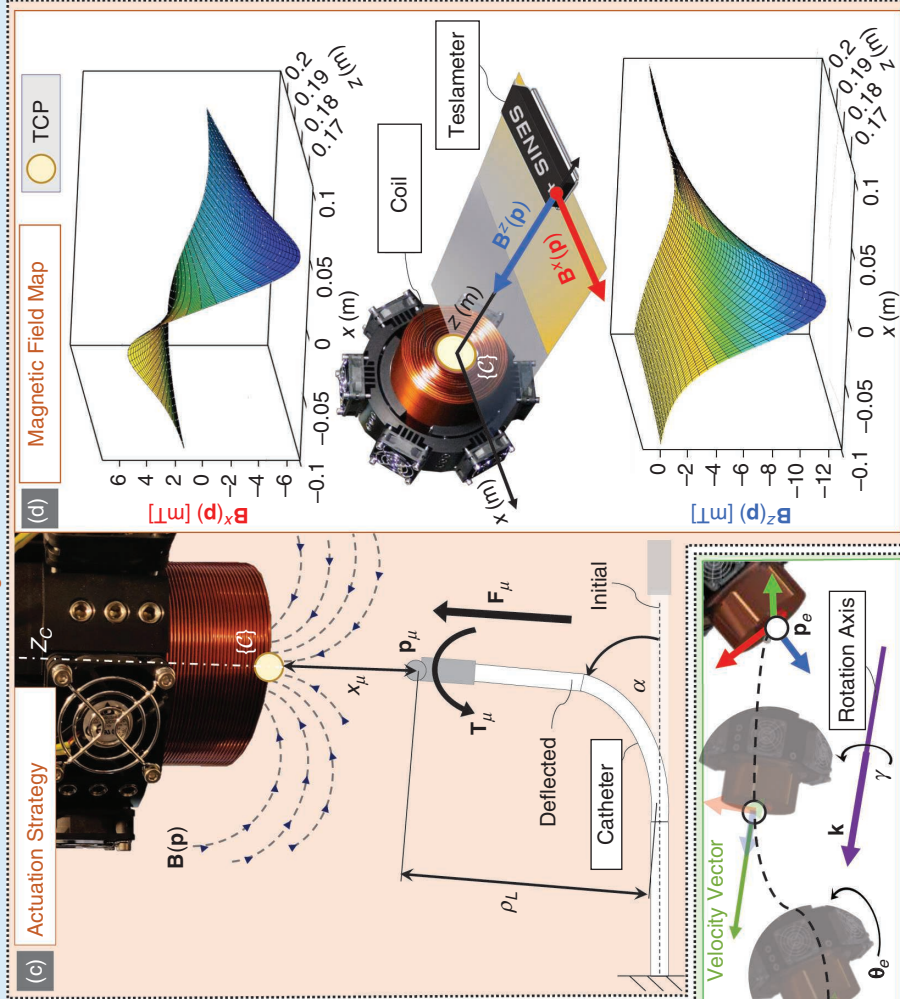 (c)
Actuation Strategy
Z_C
{C}
B(p)
x_μ
p_μ
T_μ
F_μ
ρ_L
Deflected
Catheter
α
Initial
Velocity Vector
p_e
k
γ
Rotation Axis
θ_e
(d)
Magnetic Field Map
TCP
B^x(p) [mT]
6
4
2
0
−2
−4
−6
−0.1
−0.05
0
0.05
0.1
x (m)
0.17
0.18
0.19
0.2
z (m)
Coil
Teslameter
SENIS
B^z(p)
B^x(p)
z (m)
{C}
x (m)
B^z(p) [mT]
0
−2
−4
−6
−8
−10
−12
−0.1
−0.05
0
0.05
0.1
x (m)
0.17
0.18
0.19
0.2
z (m)